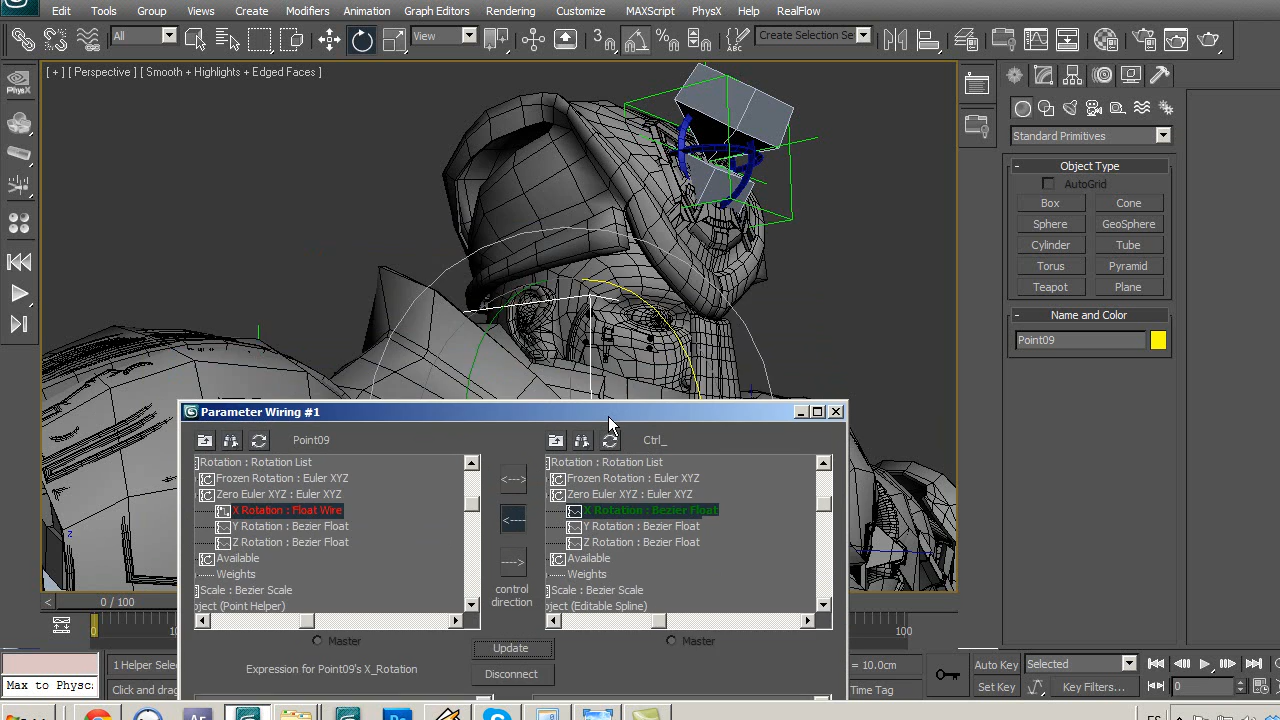 Edit Tools Group Views Create Modifiers Animation Graph Editors Rendering Customize MAXScript PhysX Help RealFlow
All View 3 Create Selection Se
[ + ] [ Perspective ] [ Smooth + Highlights + Edged Faces ]
PhysX
Standard Primitives
- Object Type
AutoGrid
Box Cone
Sphere GeoSphere
Cylinder Tube
Torus Pyramid
Teapot Plane
- Name and Color
Point09
Parameter Wiring #1
Point09 Ctrl_
Rotation : Rotation List Rotation : Rotation List
Frozen Rotation : Euler XYZ <---> Frozen Rotation : Euler XYZ
Zero Euler XYZ : Euler XYZ Zero Euler XYZ : Euler XYZ
X Rotation : Float Wire <---- X Rotation : Bezier Float
Y Rotation : Bezier Float Y Rotation : Bezier Float
Z Rotation : Bezier Float Z Rotation : Bezier Float
Available ----> Available
Weights Weights
Scale : Bezier Scale control Scale : Bezier Scale
oject (Point Helper) direction oject (Editable Spline)
Master Master
Update
Expression for Point09's X_Rotation
Disconnect
z
< 0 / 100
0 10 100
1 Helper Selec = 10.0cm Auto Key Selected
Max to Physc Click and drag Time Tag Set Key Key Filters... 0
ES